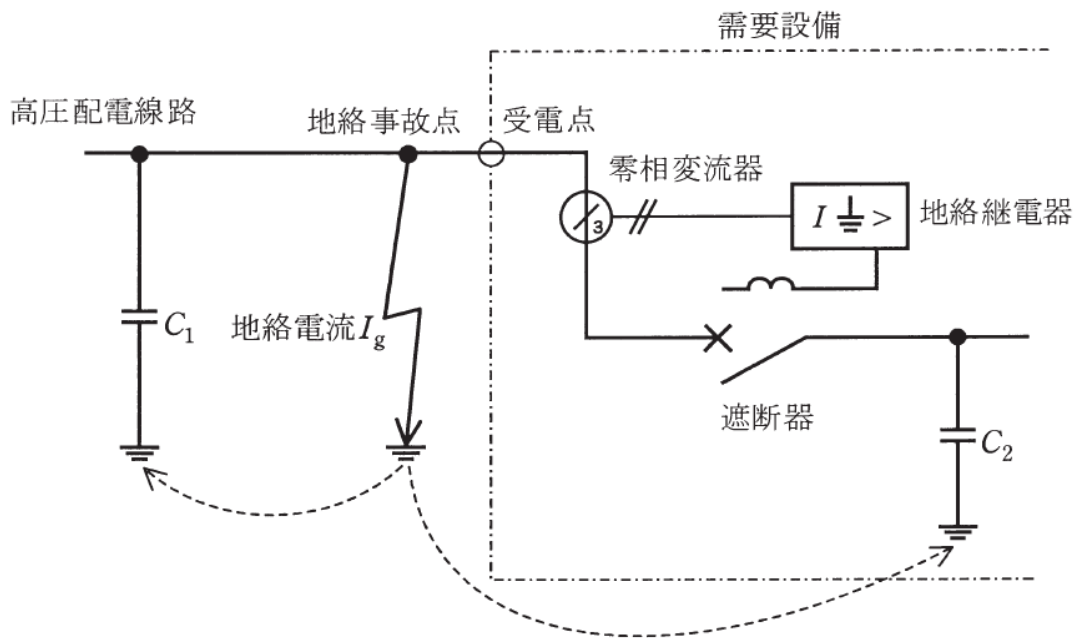 需要設備
高圧配電線路
地絡事故点
受電点
零相変流器
3
I >
地絡継電器
C1
地絡電流Ig
遮断器
C2